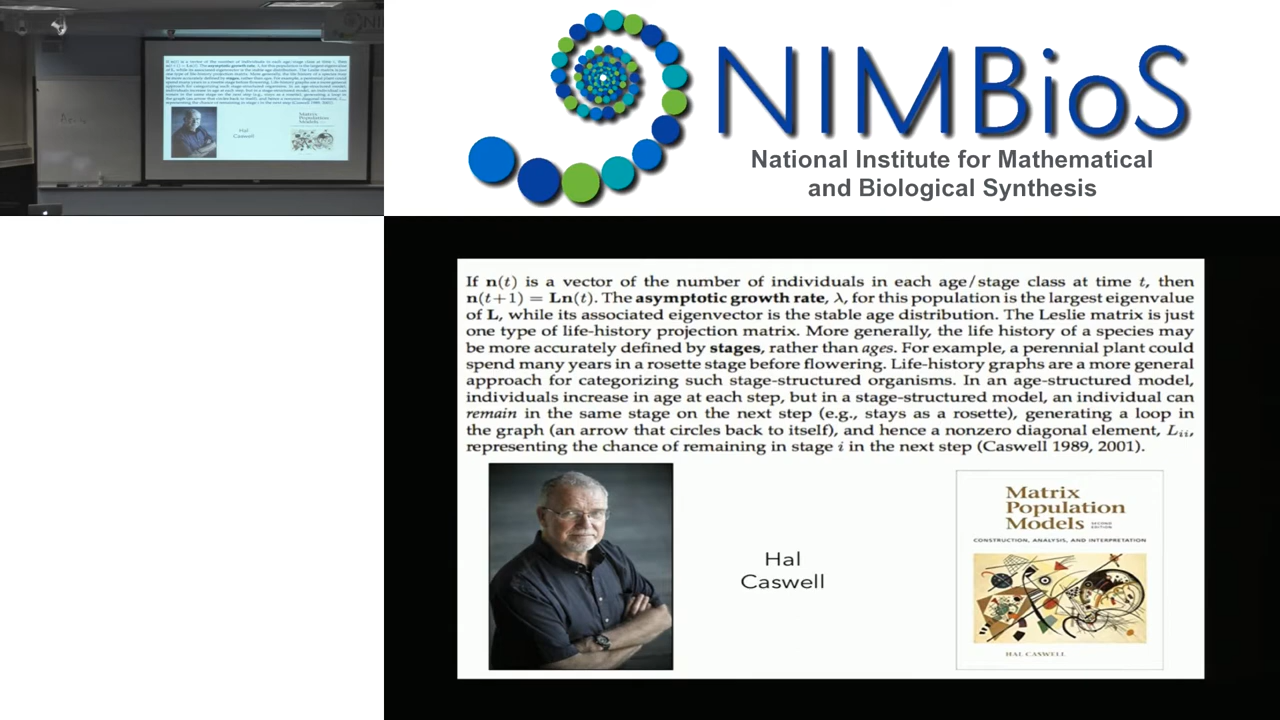 NIMBioS
National Institute for Mathematical
and Biological Synthesis
If n(t) is a vector of the number of individuals in each age/stage class at time t, then
n(t+1) = Ln(t). The asymptotic growth rate, λ, for this population is the largest eigenvalue
of L, while its associated eigenvector is the stable age distribution. The Leslie matrix is just
one type of life-history projection matrix. More generally, the life history of a species may
be more accurately defined by stages, rather than ages. For example, a perennial plant could
spend many years in a rosette stage before flowering. Life-history graphs are a more general
approach for categorizing such stage-structured organisms. In an age-structured model,
individuals increase in age at each step, but in a stage-structured model, an individual can
remain in the same stage on the next step (e.g., stays as a rosette), generating a loop in
the graph (an arrow that circles back to itself), and hence a nonzero diagonal element, Lᵢᵢ,
representing the chance of remaining in stage i in the next step (Caswell 1989, 2001).
Hal
Caswell
Matrix
Population
Models SECOND EDITION
CONSTRUCTION, ANALYSIS, AND INTERPRETATION
HAL CASWELL